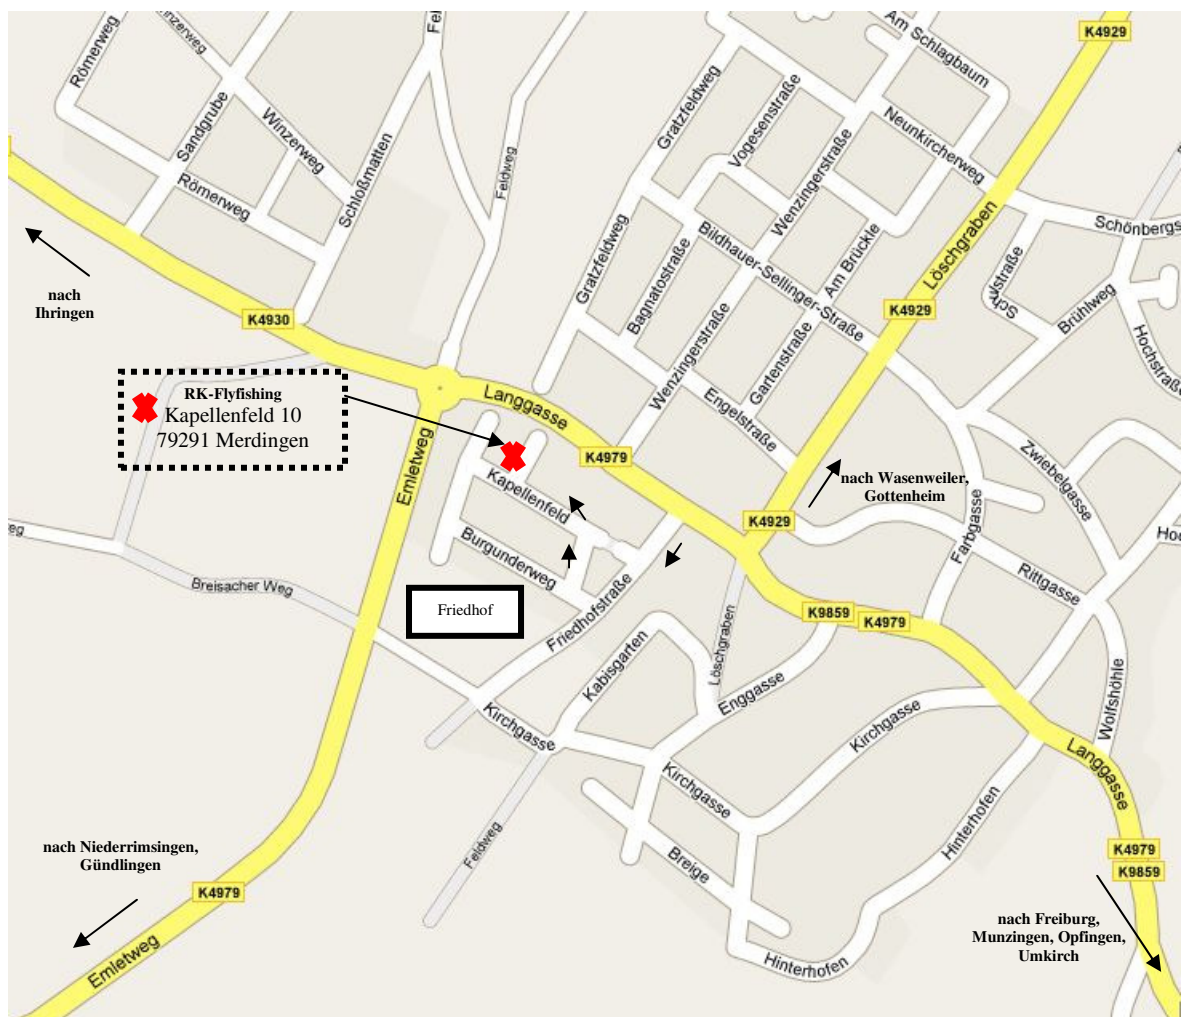 Römerweg
Winzerweg
Fel
Am Schlagbaum
K4929
Sandgrube
Winzerweg
Schloßmatten
Feldweg
Gratzfeldweg
Vogesenstraße
Wenzingerstraße
Neunkircherweg
Römerweg
Löschgraben
Schönbergs
nach
Ihringen
K4930
Gratzfeldweg
Bagnatostraße
Bildhauer-Sellinger-Straße
Am Brückle
K4929
Brühlweg
Hochstraße
RK-Flyfishing
Kapellenfeld 10
79291 Merdingen
Langgasse
Wenzingerstraße
Gartenstraße
Engelstraße
Emletweg
K4979
Kapellenfeld
nach Wasenweiler,
Gottenheim
Zwiebelgasse
K4929
Farbgasse
eg
Burgunderweg
Hoc
Rittgasse
Breisacher Weg
Friedhof
Friedhofstraße
K9859
K4979
Löschgraben
Kabisgarten
Enggasse
Wolfshöhle
Kirchgasse
Kirchgasse
Langgasse
Kirchgasse
Hinterhofen
Feldweg
Breige
nach Niederrimsingen,
Gündlingen
K4979
K4979
K9859
nach Freiburg,
Munzingen, Opfingen,
Umkirch
Emletweg
Hinterhofen